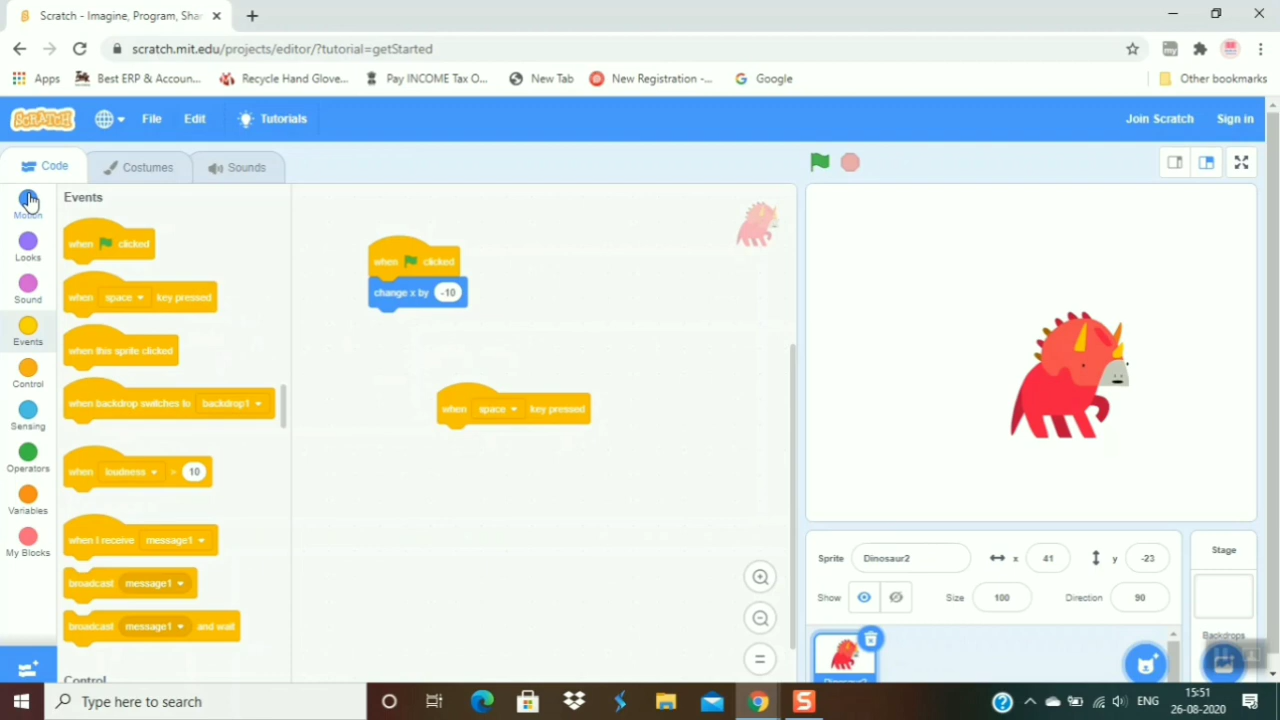 Scratch - Imagine, Program, Shar
scratch.mit.edu/projects/editor/?tutorial=getStarted
Apps Best ERP & Accoun... Recycle Hand Glove... Pay INCOME Tax O... New Tab New Registration -... Google Other bookmarks
SCRATCH File Edit Tutorials Join Scratch Sign in
Code Costumes Sounds
Motion
Looks
Sound
Events
Control
Sensing
Operators
Variables
My Blocks
Events
when clicked
when space key pressed
when this sprite clicked
when backdrop switches to backdrop1
when loudness > 10
when I receive message1
broadcast message1
broadcast message1 and wait
Control
when clicked
change x by -10
when space key pressed
Sprite Dinosaur2 x 41 y -23
Show Size 100 Direction 90
Dinosaur2
Stage
Backdrops
Type here to search
ENG
15:51
26-08-2020